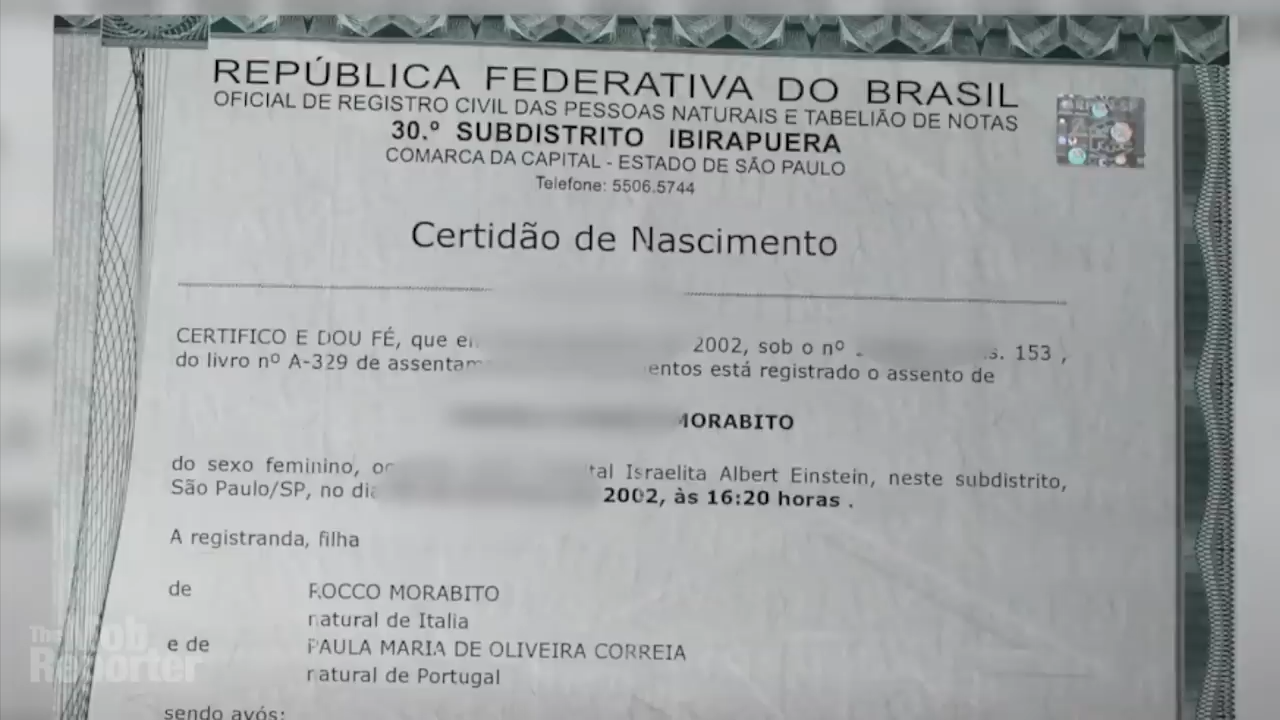 REPÚBLICA FEDERATIVA DO BRASIL
OFICIAL DE REGISTRO CIVIL DAS PESSOAS NATURAIS E TABELIÃO DE NOTAS
30.º SUBDISTRITO IBIRAPUERA
COMARCA DA CAPITAL - ESTADO DE SÃO PAULO
Telefone: 5506.5744
Certidão de Nascimento
CERTIFICO E DOU FÉ, que 2002, sob o nº 153 ,
do livro nº A-329 de está registrado o assento de
MORABITO
do sexo feminino, Israelita Albert Einstein, neste subdistrito,
São Paulo/SP, no 2002, às 16:20 horas .
A registranda, filha
de ROCCO MORABITO
natural de Italia
e de PAULA MARIA DE OLIVEIRA CORREIA
natural de Portugal
sendo avós:
The Mob
Reporter